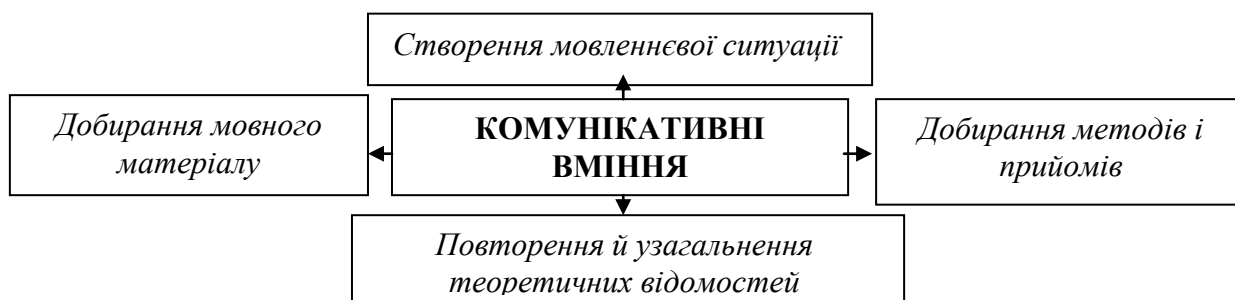 Створення мовленнєвої ситуації
Добирання мовного
матеріалу
КОМУНІКАТИВНІ
ВМІННЯ
Добирання методів і
прийомів
Повторення й узагальнення
теоретичних відомостей